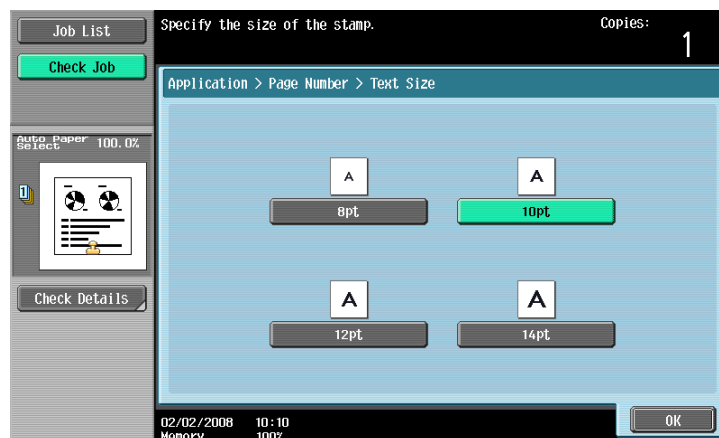 Job List
Check Job
Specify the size of the stamp.
Copies:
1
Application > Page Number > Text Size
Auto Paper
Select
100.0%
1
A
8pt
A
10pt
A
12pt
A
14pt
Check Details
02/02/2008 10:10
Memory 100%
OK